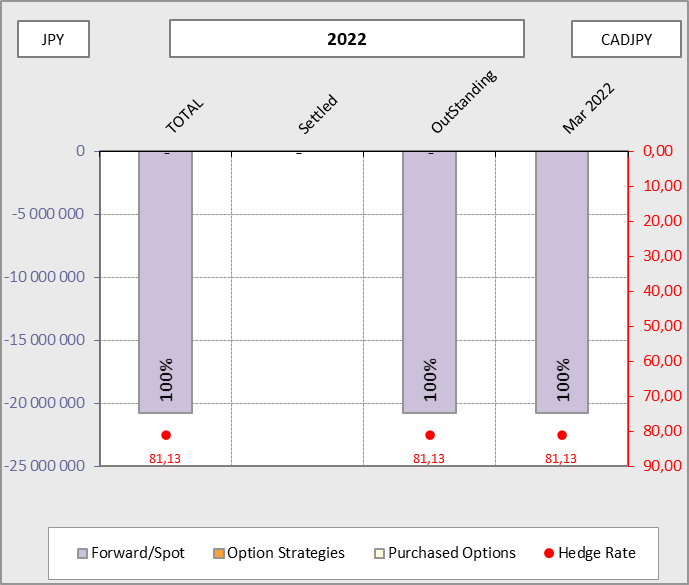 JPY
2022
CADJPY
TOTAL
Settled
OutStanding
Mar 2022
0
-5 000 000
-10 000 000
-15 000 000
-20 000 000
-25 000 000
0,00
10,00
20,00
30,00
40,00
50,00
60,00
70,00
80,00
90,00
100%
100%
100%
81,13
81,13
81,13
Forward/Spot
Option Strategies
Purchased Options
Hedge Rate